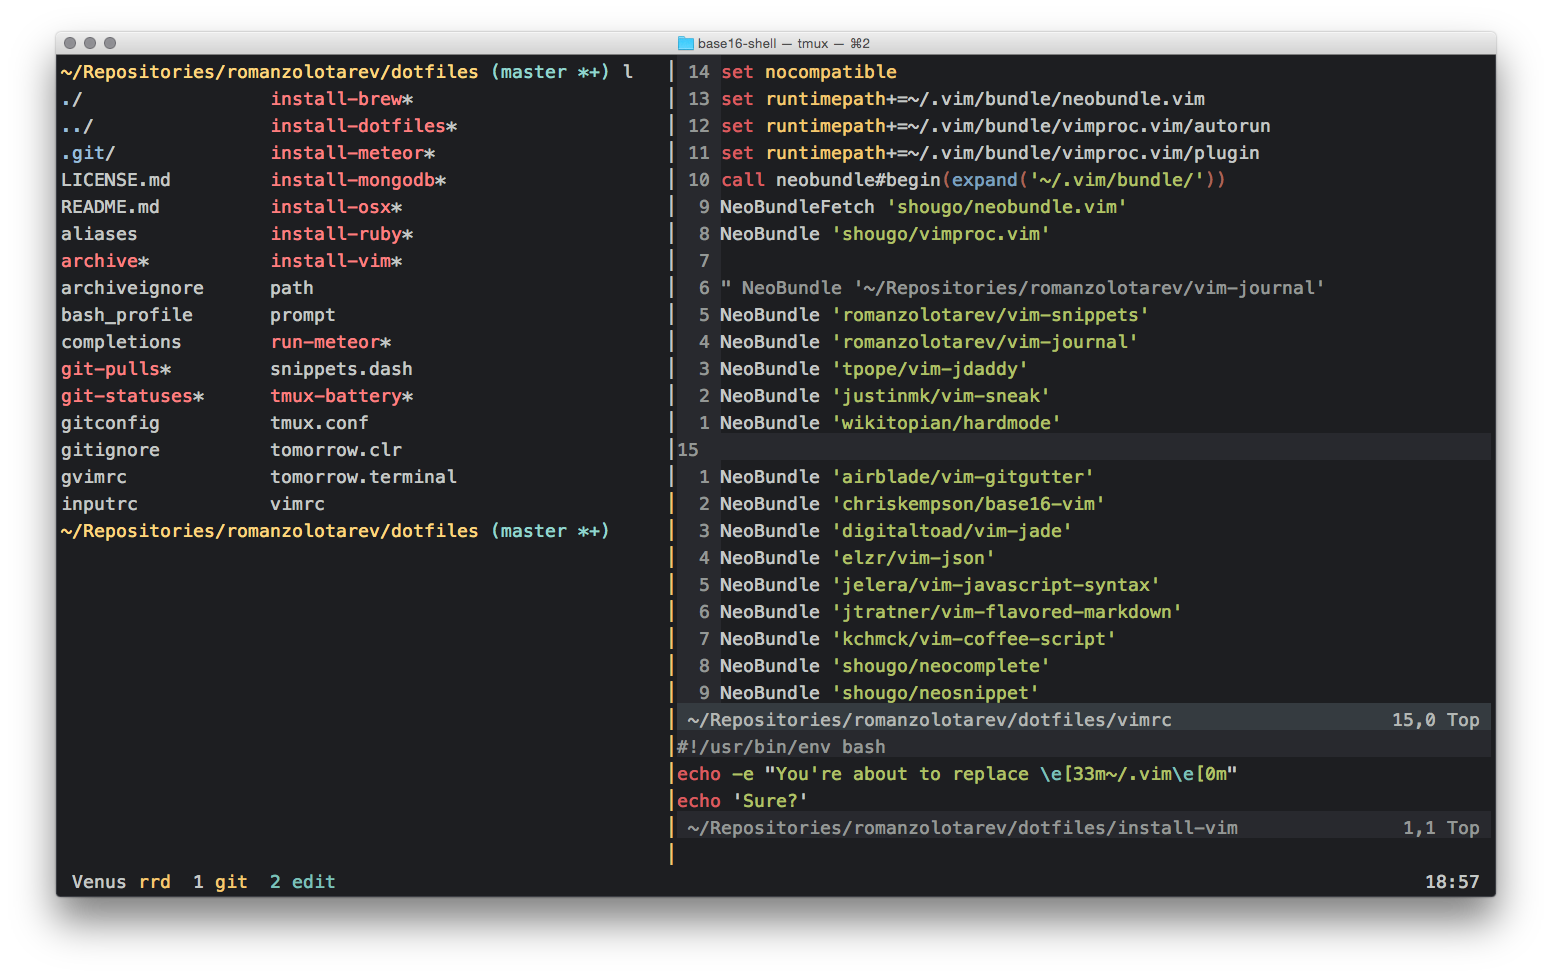 base16-shell — tmux — ⌘2
~/Repositories/romanzolotarev/dotfiles (master *+) l
./ install-brew*
../ install-dotfiles*
.git/ install-meteor*
LICENSE.md install-mongodb*
README.md install-osx*
aliases install-ruby*
archive* install-vim*
archiveignore path
bash_profile prompt
completions run-meteor*
git-pulls* snippets.dash
git-statuses* tmux-battery*
gitconfig tmux.conf
gitignore tomorrow.clr
gvimrc tomorrow.terminal
inputrc vimrc
~/Repositories/romanzolotarev/dotfiles (master *+)
14 set nocompatible
13 set runtimepath+=~/.vim/bundle/neobundle.vim
12 set runtimepath+=~/.vim/bundle/vimproc.vim/autorun
11 set runtimepath+=~/.vim/bundle/vimproc.vim/plugin
10 call neobundle#begin(expand('~/.vim/bundle/'))
9 NeoBundleFetch 'shougo/neobundle.vim'
8 NeoBundle 'shougo/vimproc.vim'
7
6 " NeoBundle '~/Repositories/romanzolotarev/vim-journal'
5 NeoBundle 'romanzolotarev/vim-snippets'
4 NeoBundle 'romanzolotarev/vim-journal'
3 NeoBundle 'tpope/vim-jdaddy'
2 NeoBundle 'justinmk/vim-sneak'
1 NeoBundle 'wikitopian/hardmode'
15
1 NeoBundle 'airblade/vim-gitgutter'
2 NeoBundle 'chriskempson/base16-vim'
3 NeoBundle 'digitaltoad/vim-jade'
4 NeoBundle 'elzr/vim-json'
5 NeoBundle 'jelera/vim-javascript-syntax'
6 NeoBundle 'jtratner/vim-flavored-markdown'
7 NeoBundle 'kchmck/vim-coffee-script'
8 NeoBundle 'shougo/neocomplete'
9 NeoBundle 'shougo/neosnippet'
~/Repositories/romanzolotarev/dotfiles/vimrc 15,0 Top
#!/usr/bin/env bash
echo -e "You're about to replace \e[33m~/.vim\e[0m"
echo 'Sure?'
~/Repositories/romanzolotarev/dotfiles/install-vim 1,1 Top
Venus rrd 1 git 2 edit 18:57